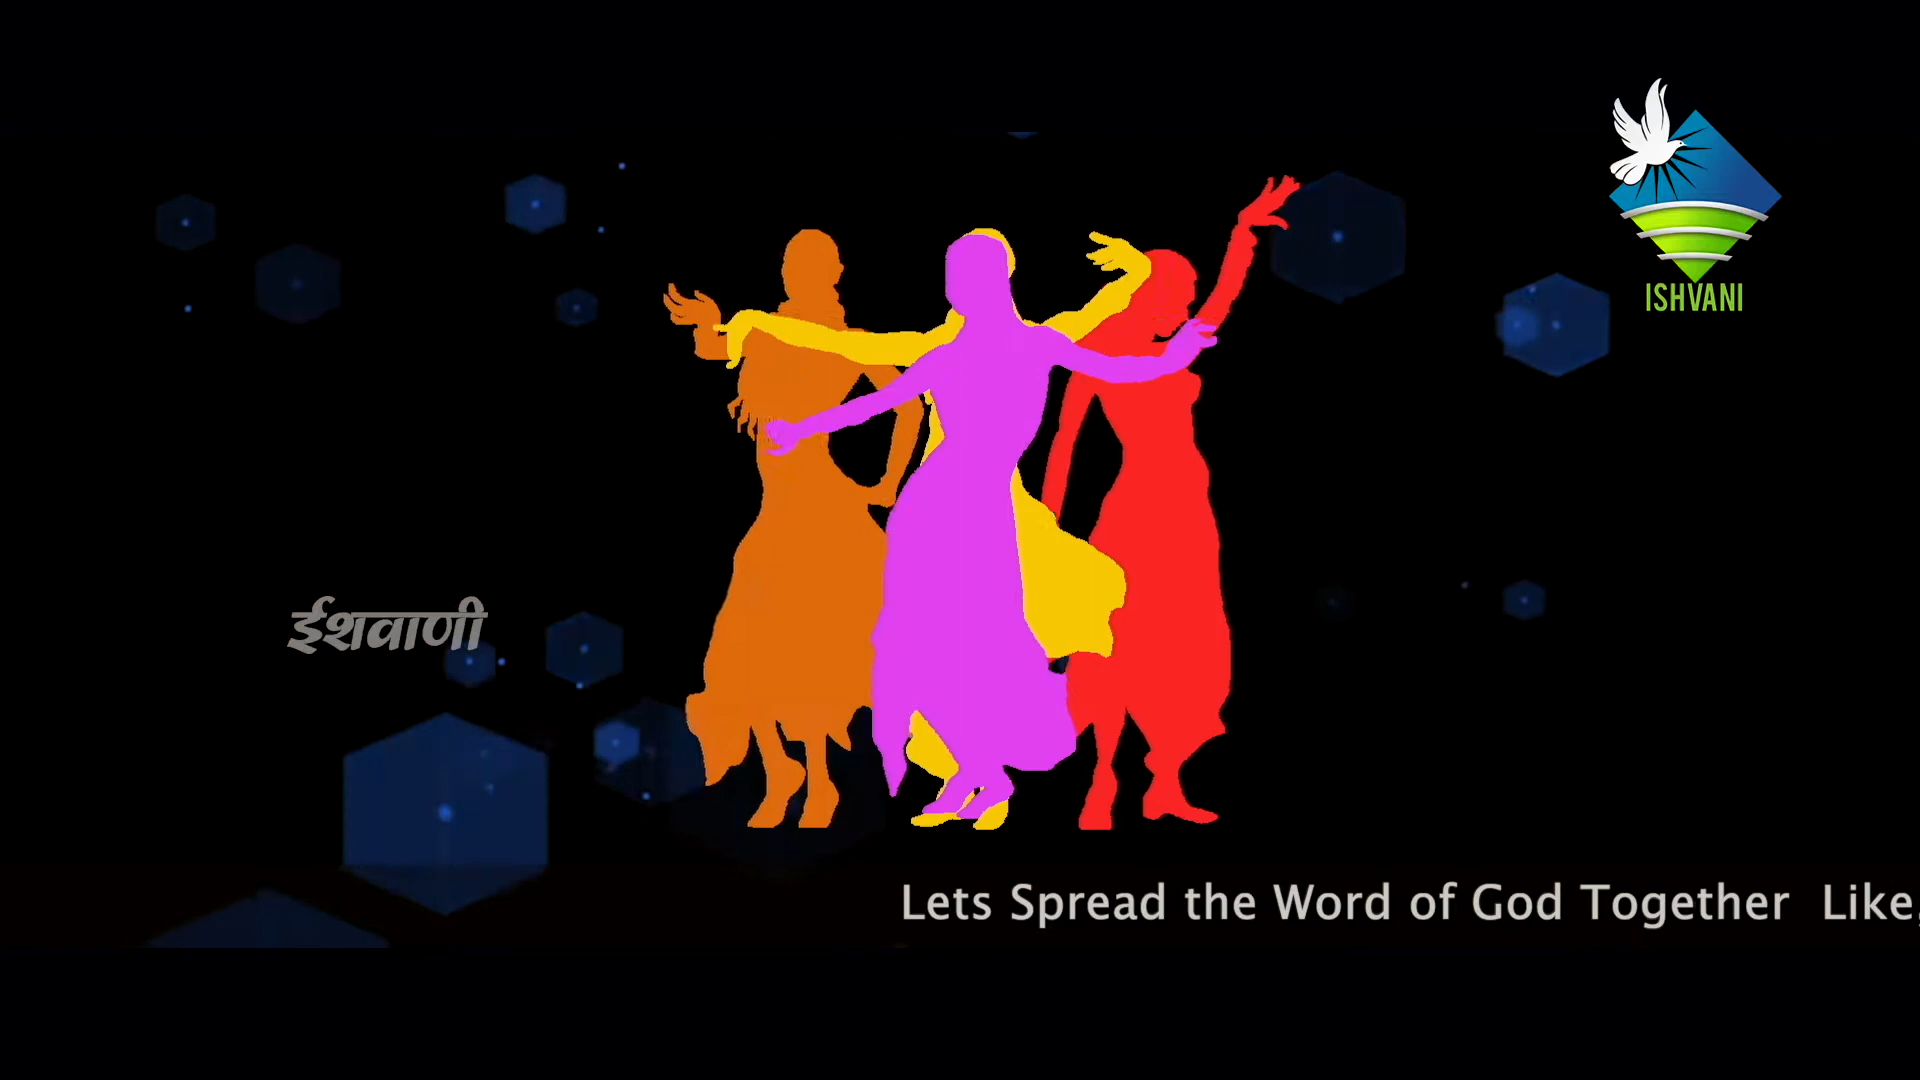 ISHVANI
ईशवाणी
Lets Spread the Word of God Together Like,